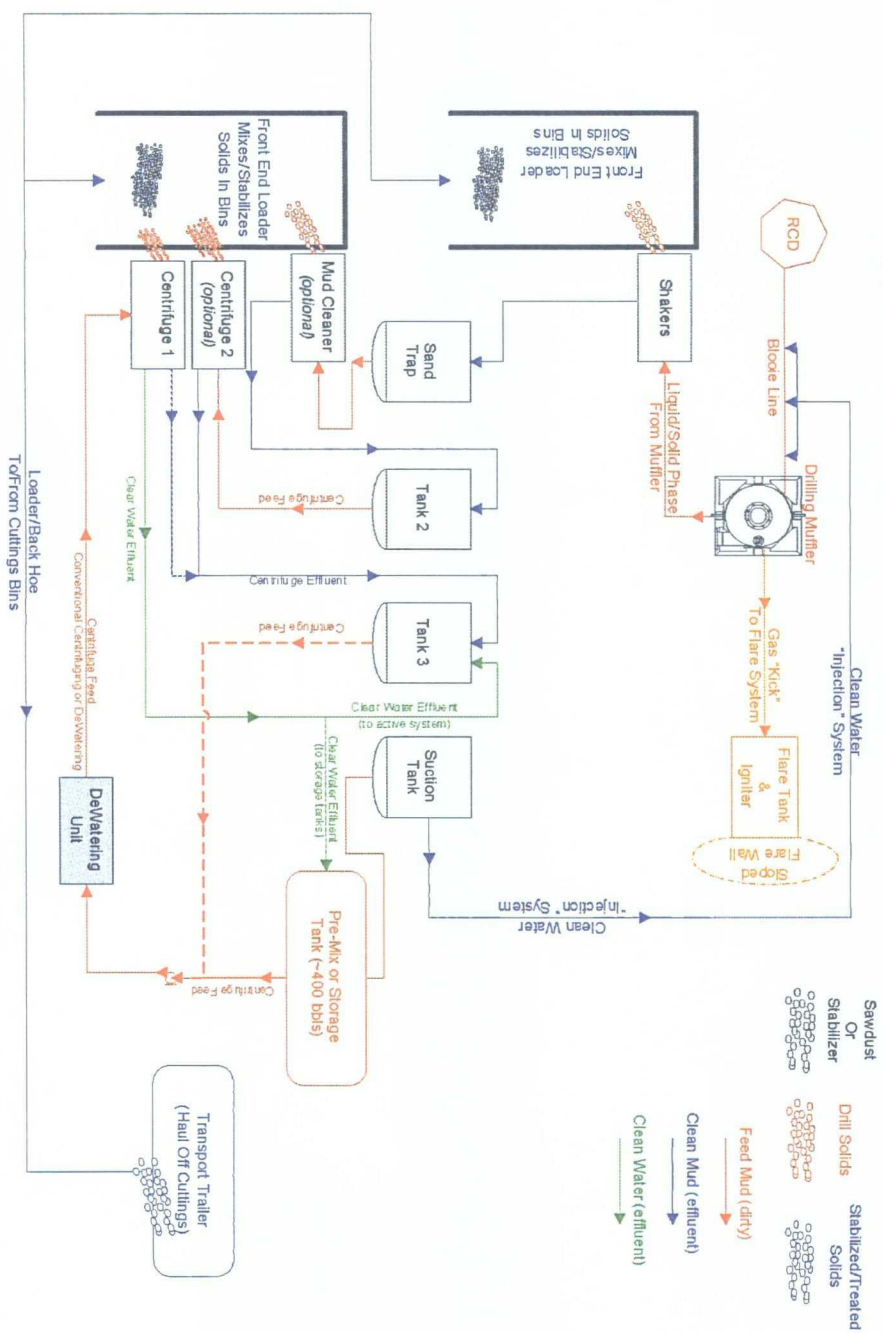 Sawdust
Or
Stabilizer
Drill Solids
Stabilized/Treated
Solids
Feed Mud (dirty)
Clean Mud (effluent)
Clean Water (effluent)
RCD
Blooie Line
Drilling Muffler
Clean Water
"Injection" System
Gas "Kick"
To Flare System
Flare Tank
&
Igniter
Sloped
Flare Wall
Liquid/Solid Phase
From Muffler
Shakers
Front End Loader
Mixes/Stabilizes
Solids In Bins
Clean Water
"Injection" System
Sand
Trap
Tank 2
Tank 3
Suction
Tank
Mud Cleaner
(optional)
Centrifuge 2
(optional)
Centrifuge 1
Front End Loader
Mixes/Stabilizes
Solids In Bins
Centrifuge Feed
Centrifuge Effluent
Centrifuge Feed
Clear Water
Effluent
Clear Water Effluent
(to active system)
Clear Water Effluent
(to storage tanks)
Pre-Mix or Storage
Tank (~400 bbls)
Centrifuge Feed
Centrifuge Feed
Conventional Centrifuging or DeWatering
DeWatering
Unit
Transport Trailer
(Haul Off Cuttings)
Loader/Back Hoe
To/From Cuttings Bins